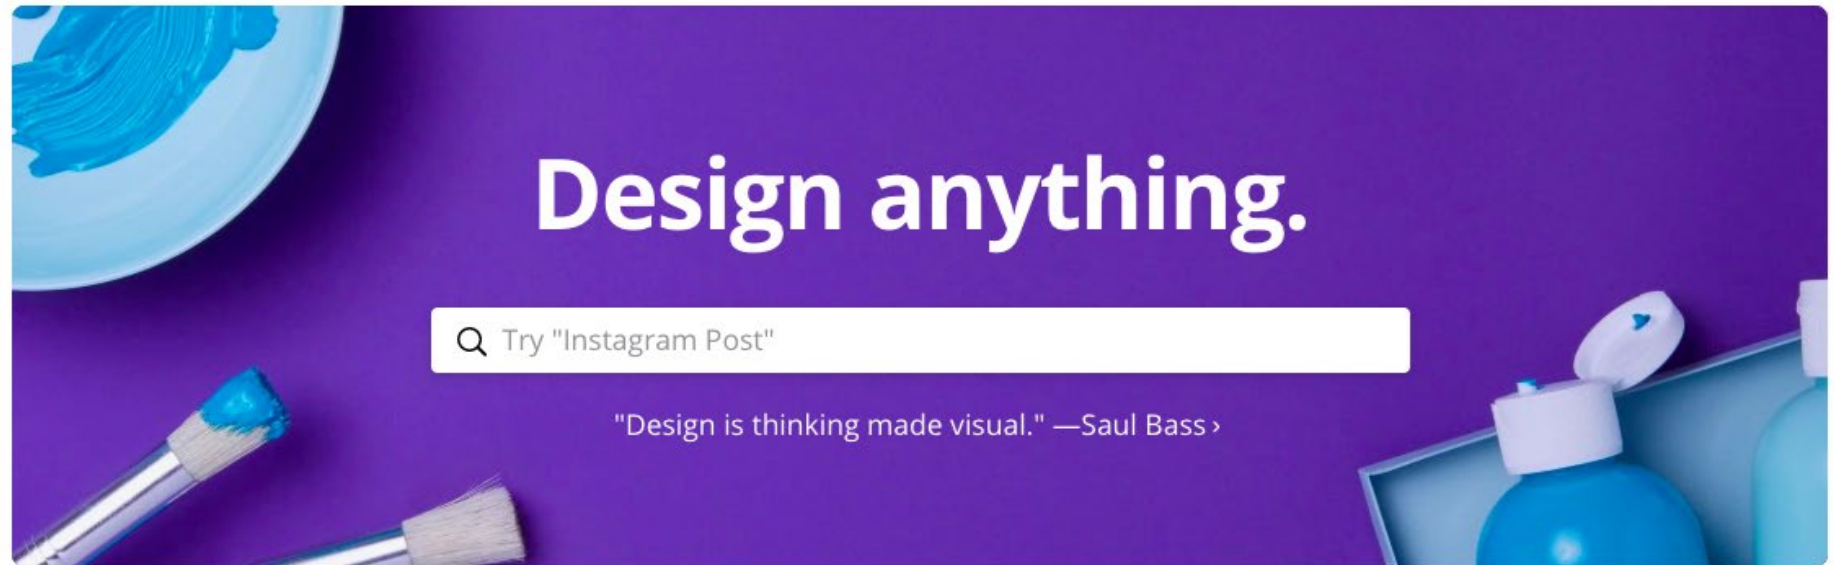 Design anything.
Try "Instagram Post"
"Design is thinking made visual." —Saul Bass ›